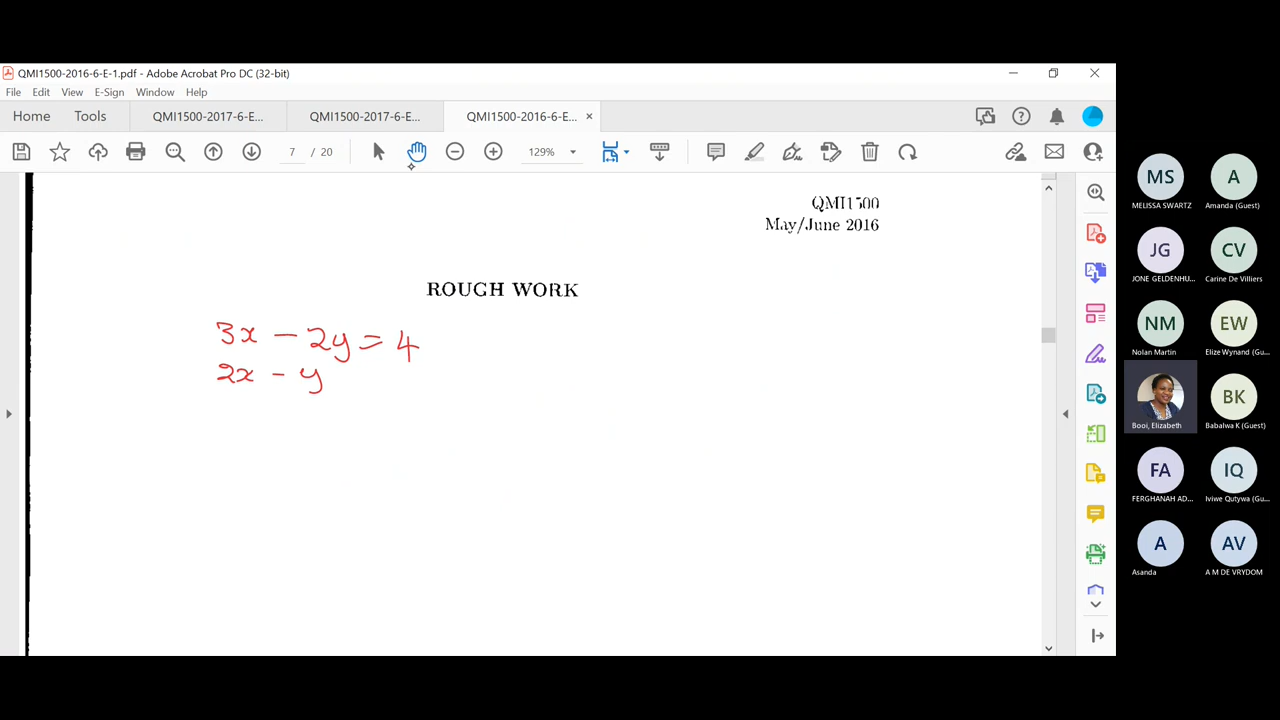 QMI1500-2016-6-E-1.pdf - Adobe Acrobat Pro DC (32-bit)
File Edit View E-Sign Window Help
Home Tools QMI1500-2017-6-E... QMI1500-2017-6-E... QMI1500-2016-6-E... ×
7 / 20 129%
QMI1500
May/June 2016
ROUGH WORK
3x - 2y = 4
2x - y
MS A
MELISSA SWARTZ Amanda (Guest)
JG CV
JONE GELDENHU... Carine De Villiers
NM EW
Nolan Martin Elize Wynand (Gu...
BK
Booi, Elizabeth Babalwa K (Guest)
FA IQ
FERGHANAH AD... Iviwe Qutywa (Gu...
A AV
Asanda A M DE VRYDOM